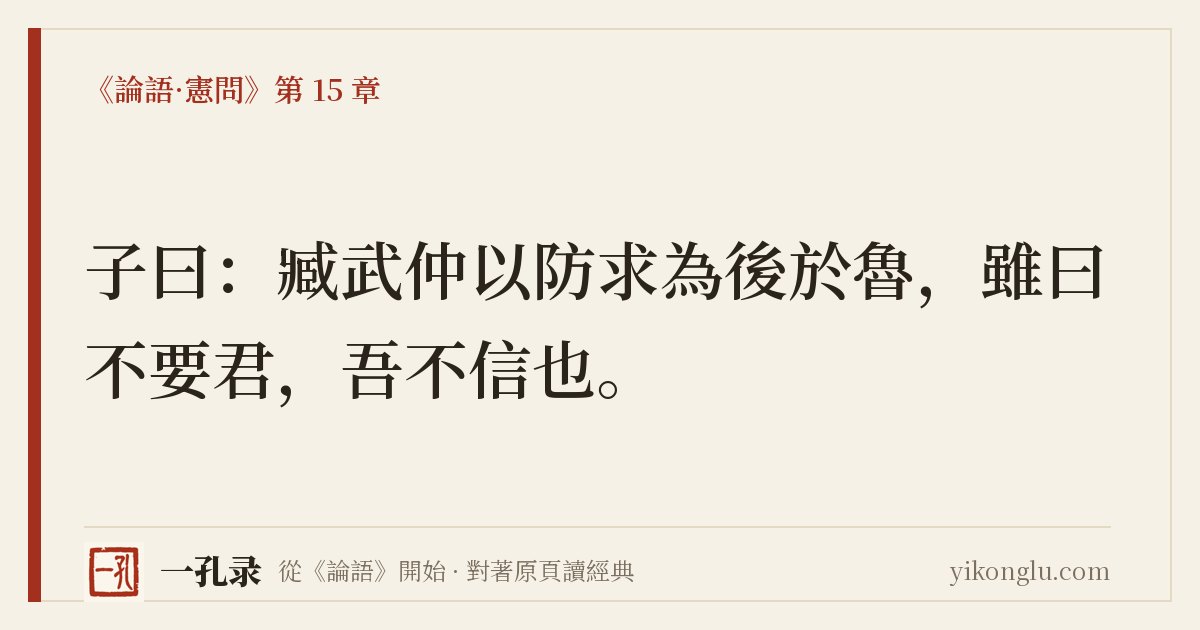 《論語·憲問》第 15 章
子曰：臧武仲以防求為後於魯，雖曰
不要君，吾不信也。
一孔
一孔录 從《論語》開始 · 對著原頁讀經典
yikonglu.com